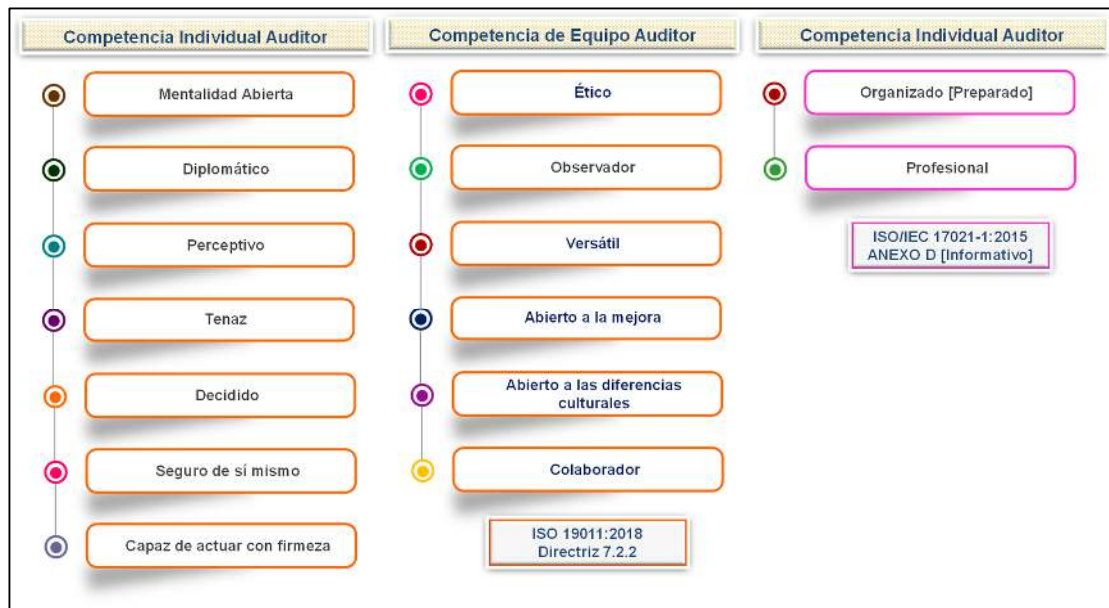 Competencia Individual Auditor
Mentalidad Abierta
Diplomático
Perceptivo
Tenaz
Decidido
Seguro de sí mismo
Capaz de actuar con firmeza
Competencia de Equipo Auditor
Ético
Observador
Versátil
Abierto a la mejora
Abierto a las diferencias
culturales
Colaborador
ISO 19011:2018
Directriz 7.2.2
Competencia Individual Auditor
Organizado [Preparado]
Profesional
ISO/IEC 17021-1:2015
ANEXO D [Informativo]